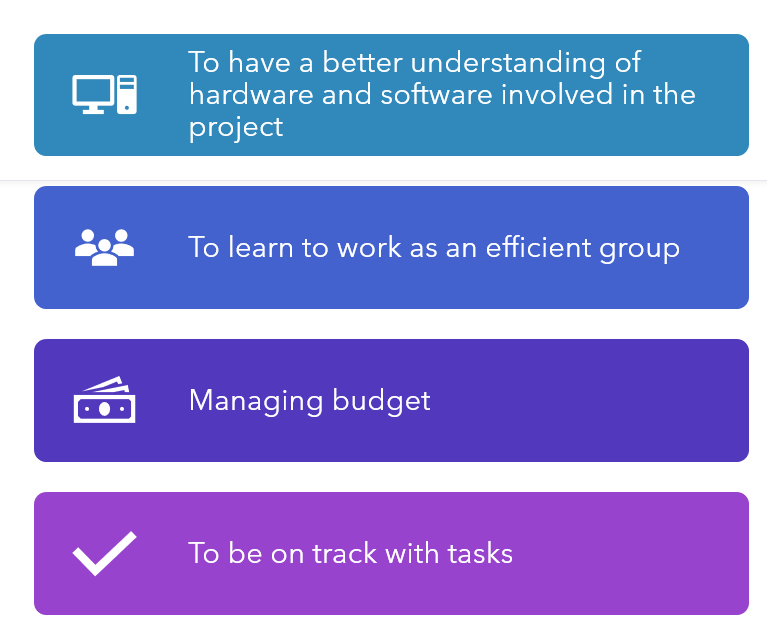 To have a better understanding of
hardware and software involved in the
project
To learn to work as an efficient group
Managing budget
To be on track with tasks